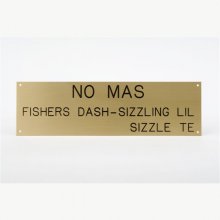 NO MAS
FISHERS DASH-SIZZLING LIL
SIZZLE TE